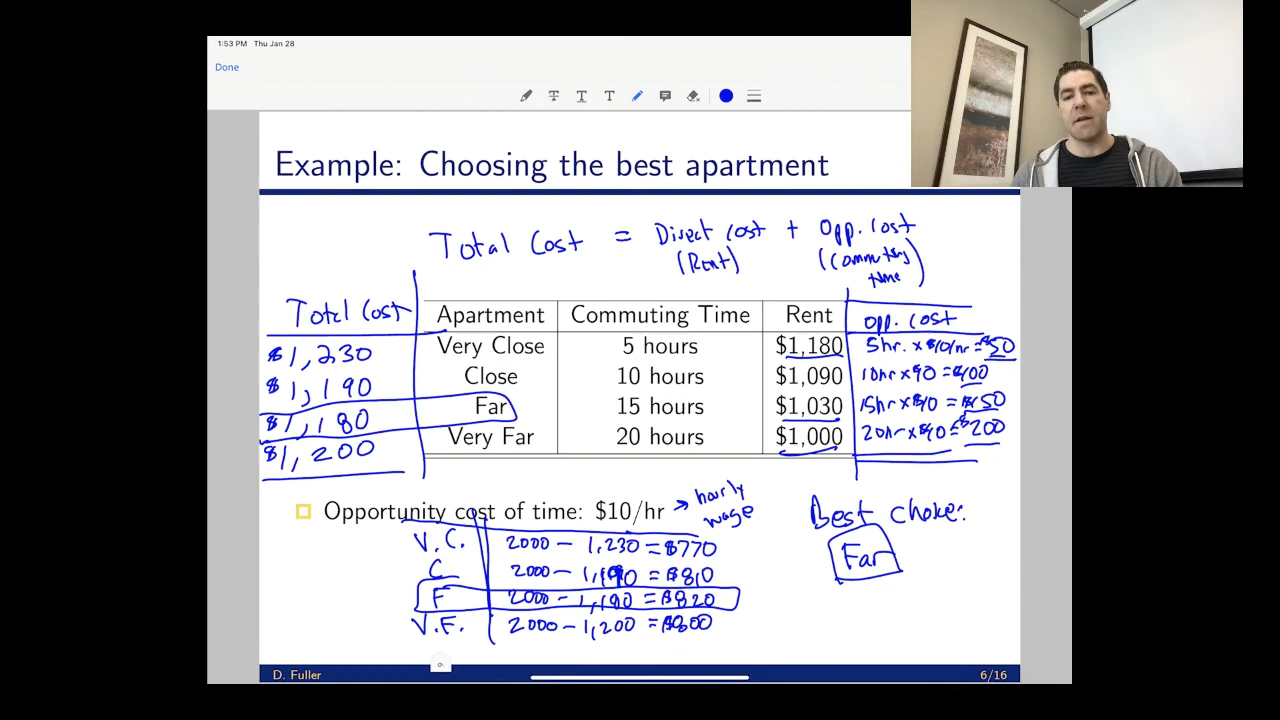 1:53 PM Thu Jan 28
Done
Example: Choosing the best apartment
Total Cost = Direct cost + Opp. Cost
(Rent) (Commuting
time)
Total Cost Apartment Commuting Time Rent Opp. Cost
$1,230 Very Close 5 hours $1,180 5hr. x $10/hr = $50
$1,190 Close 10 hours $1,090 10hr x $10 = $100
$1,180 Far 15 hours $1,030 15hr x $10 = $150
$1,200 Very Far 20 hours $1,000 20hr x $10 = $200
Opportunity cost of time: $10/hr → hourly
wage
Best choice:
Far
V.C. 2000 - 1,230 = $770
C 2000 - 1,190 = $810
F 2000 - 1,180 = $820
V.F. 2000 - 1,200 = $800
6
D. Fuller 6/16